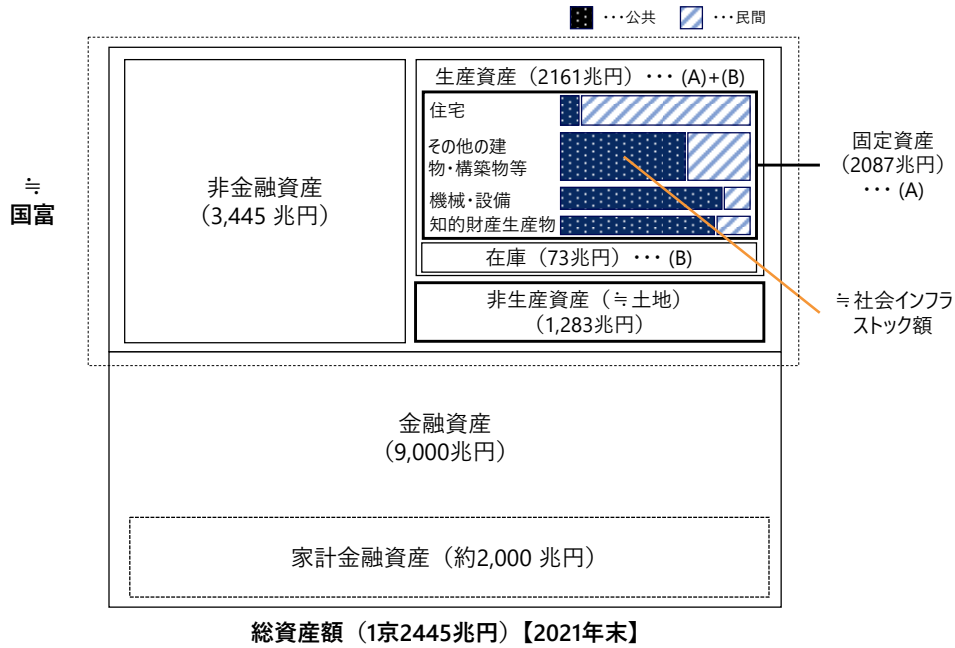 ・・・公共 ・・・民間
生産資産（2161兆円）・・・ (A)+(B)
住宅
その他の建
物・構築物等
機械・設備
知的財産生産物
在庫（73兆円）・・・ (B)
非金融資産
（3,445 兆円）
非生産資産（≒土地）
（1,283兆円）
≒
国富
固定資産
（2087兆円）
・・・ (A)
≒社会インフラ
ストック額
金融資産
（9,000兆円）
家計金融資産（約2,000 兆円）
総資産額（1京2445兆円）【2021年末】